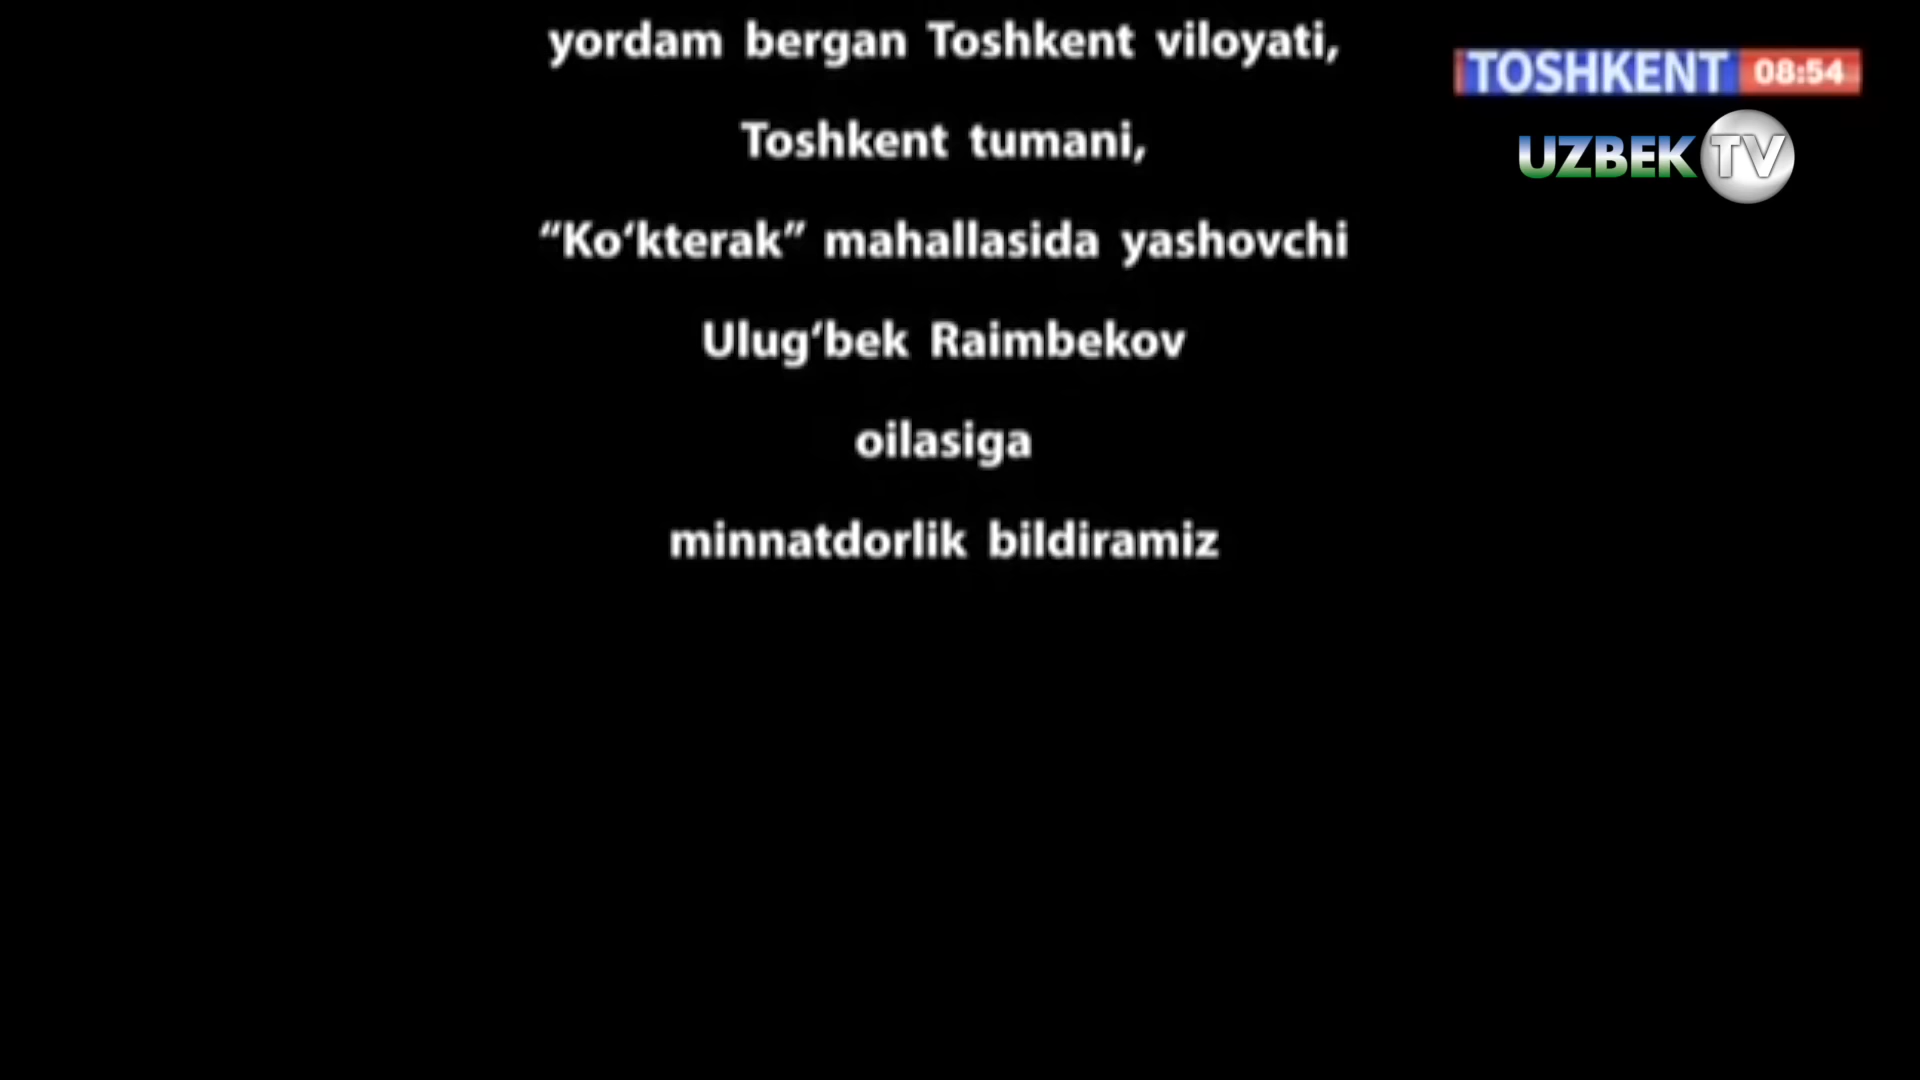 yordam bergan Toshkent viloyati,
TOSHKENT 08:54
Toshkent tumani,
UZBEK TV
“Ko‘kterak” mahallasida yashovchi
Ulug‘bek Raimbekov
oilasiga
minnatdorlik bildiramiz